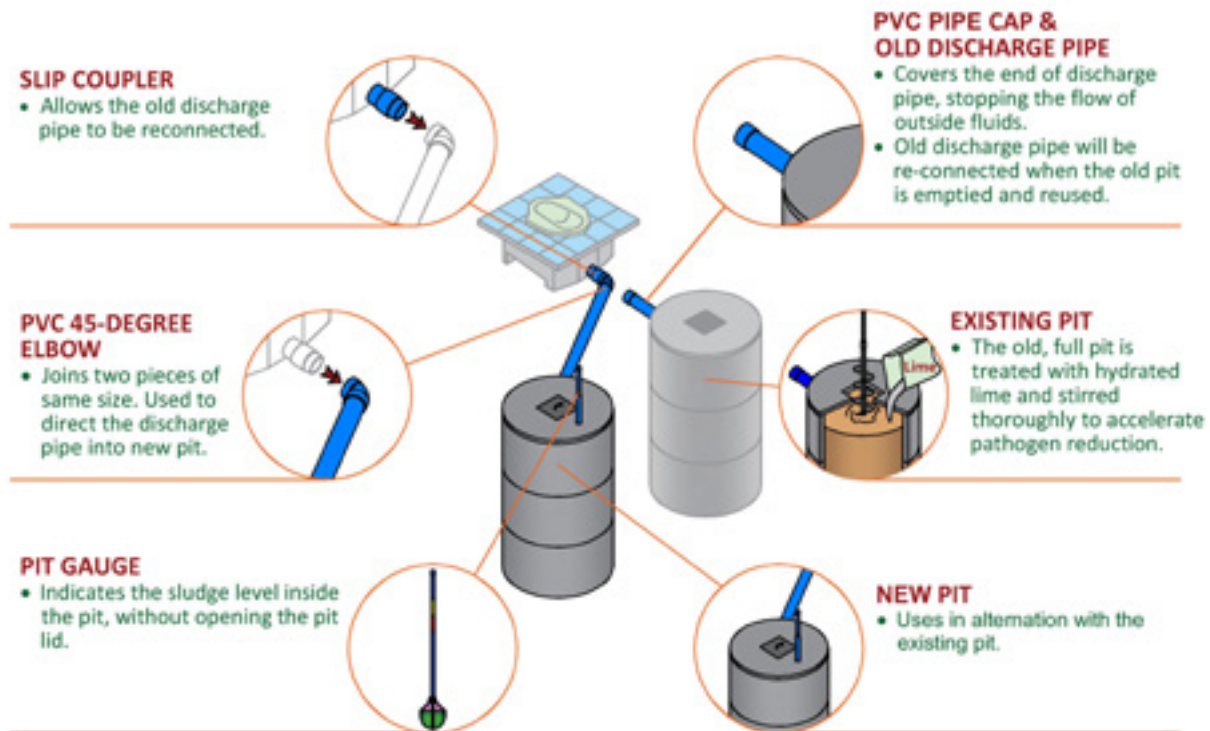 SLIP COUPLER
• Allows the old discharge
pipe to be reconnected.
PVC PIPE CAP &
OLD DISCHARGE PIPE
• Covers the end of discharge
pipe, stopping the flow of
outside fluids.
• Old discharge pipe will be
re-connected when the old pit
is emptied and reused.
PVC 45-DEGREE
ELBOW
• Joins two pieces of
same size. Used to
direct the discharge
pipe into new pit.
Lime
EXISTING PIT
• The old, full pit is
treated with hydrated
lime and stirred
thoroughly to accelerate
pathogen reduction.
PIT GAUGE
• Indicates the sludge level inside
the pit, without opening the pit
lid.
NEW PIT
• Uses in alternation with the
existing pit.